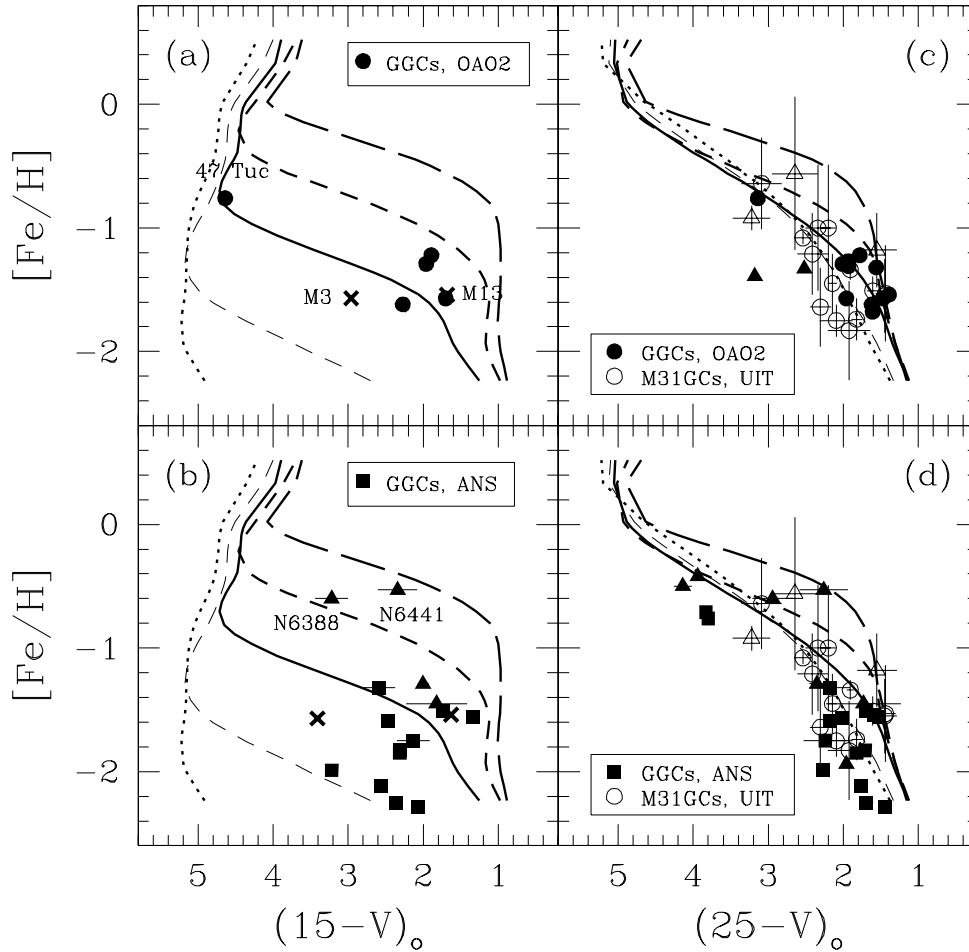 (a)
GGCs, OAO2
47 Tuc
M3
M13
(c)
GGCs, OAO2
M31GCs, UIT
(b)
GGCs, ANS
N6388
N6441
(d)
GGCs, ANS
M31GCs, UIT
[Fe/H]
0
−1
−2
[Fe/H]
0
−1
−2
5 4 3 2 1
5 4 3 2 1
(15−V)o
(25−V)o